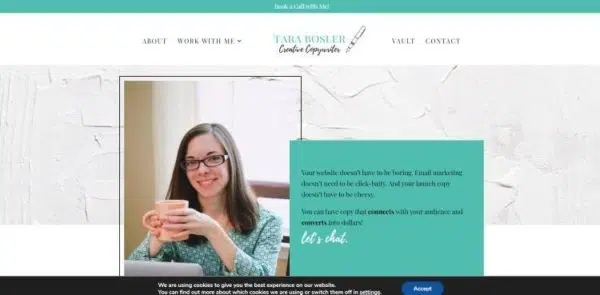 Book a Call with Me!
ABOUT
WORK WITH ME
TARA BOSLER
Creative Copywriter
VAULT
CONTACT
Your website doesn't have to be boring. Email marketing
doesn't need to be click-baity. And your launch copy
doesn't have to be cheesy.
You can have copy that connects with your audience and
converts into dollars!
let's chat.
We are using cookies to give you the best experience on our website.
You can find out more about which cookies we are using or switch them off in settings.
Accept